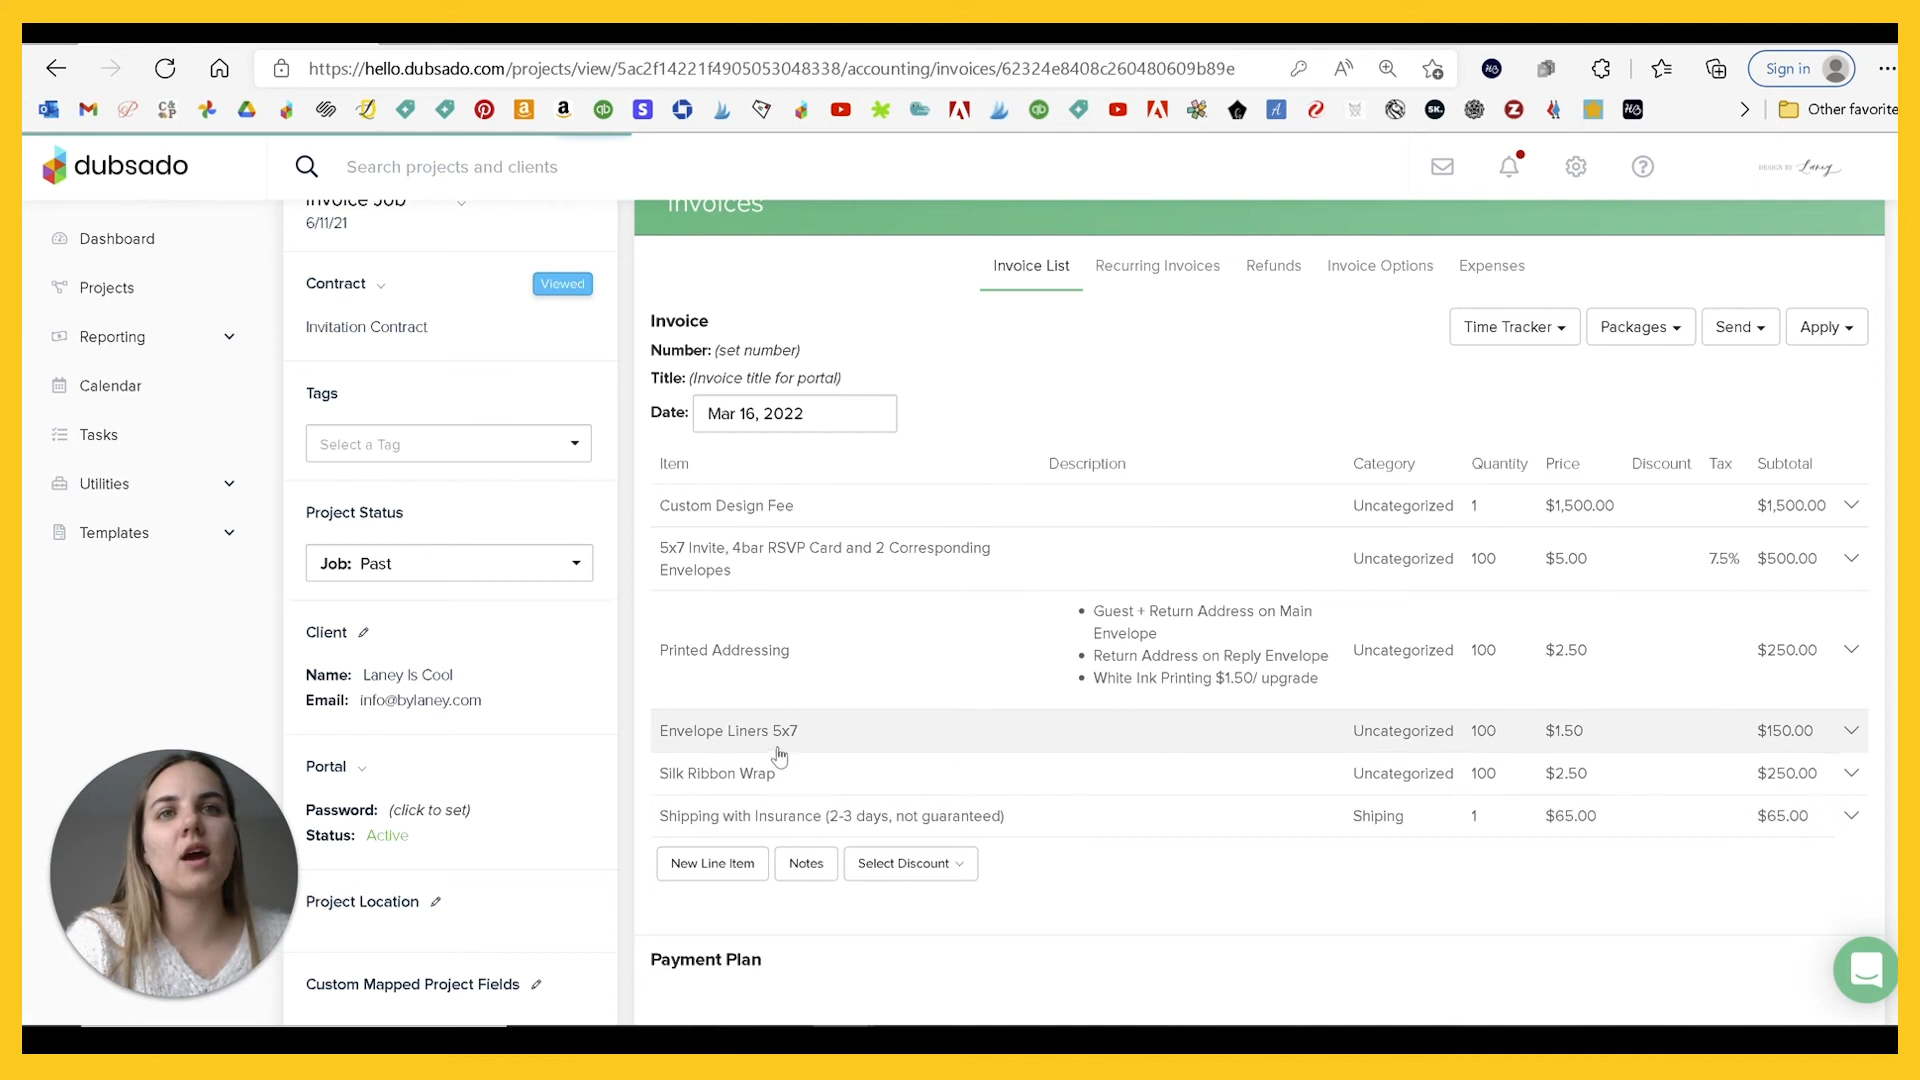 https://hello.dubsado.com/projects/view/5ac2f14221f4905053048338/accounting/invoices/62324e8408c260480609b89e
Sign in
Other favorite
dubsado
Search projects and clients
DESIGN BY Laney
Dashboard
Projects
Reporting
Calendar
Tasks
Utilities
Templates
Invoice Job
6/11/21
Contract
Viewed
Invitation Contract
Tags
Select a Tag
Project Status
Job: Past
Client
Name: Laney Is Cool
Email: info@bylaney.com
Portal
Password: (click to set)
Status: Active
Project Location
Custom Mapped Project Fields
Invoices
Invoice List Recurring Invoices Refunds Invoice Options Expenses
Invoice
Time Tracker Packages Send Apply
Number: (set number)
Title: (Invoice title for portal)
Date: Mar 16, 2022
Item Description Category Quantity Price Discount Tax Subtotal
Custom Design Fee Uncategorized 1 $1,500.00 $1,500.00
5x7 Invite, 4bar RSVP Card and 2 Corresponding
Envelopes Uncategorized 100 $5.00 7.5% $500.00
• Guest + Return Address on Main
Envelope
Printed Addressing Uncategorized 100 $2.50 $250.00
• Return Address on Reply Envelope
• White Ink Printing $1.50/ upgrade
Envelope Liners 5x7 Uncategorized 100 $1.50 $150.00
Silk Ribbon Wrap Uncategorized 100 $2.50 $250.00
Shipping with Insurance (2-3 days, not guaranteed) Shiping 1 $65.00 $65.00
New Line Item Notes Select Discount
Payment Plan